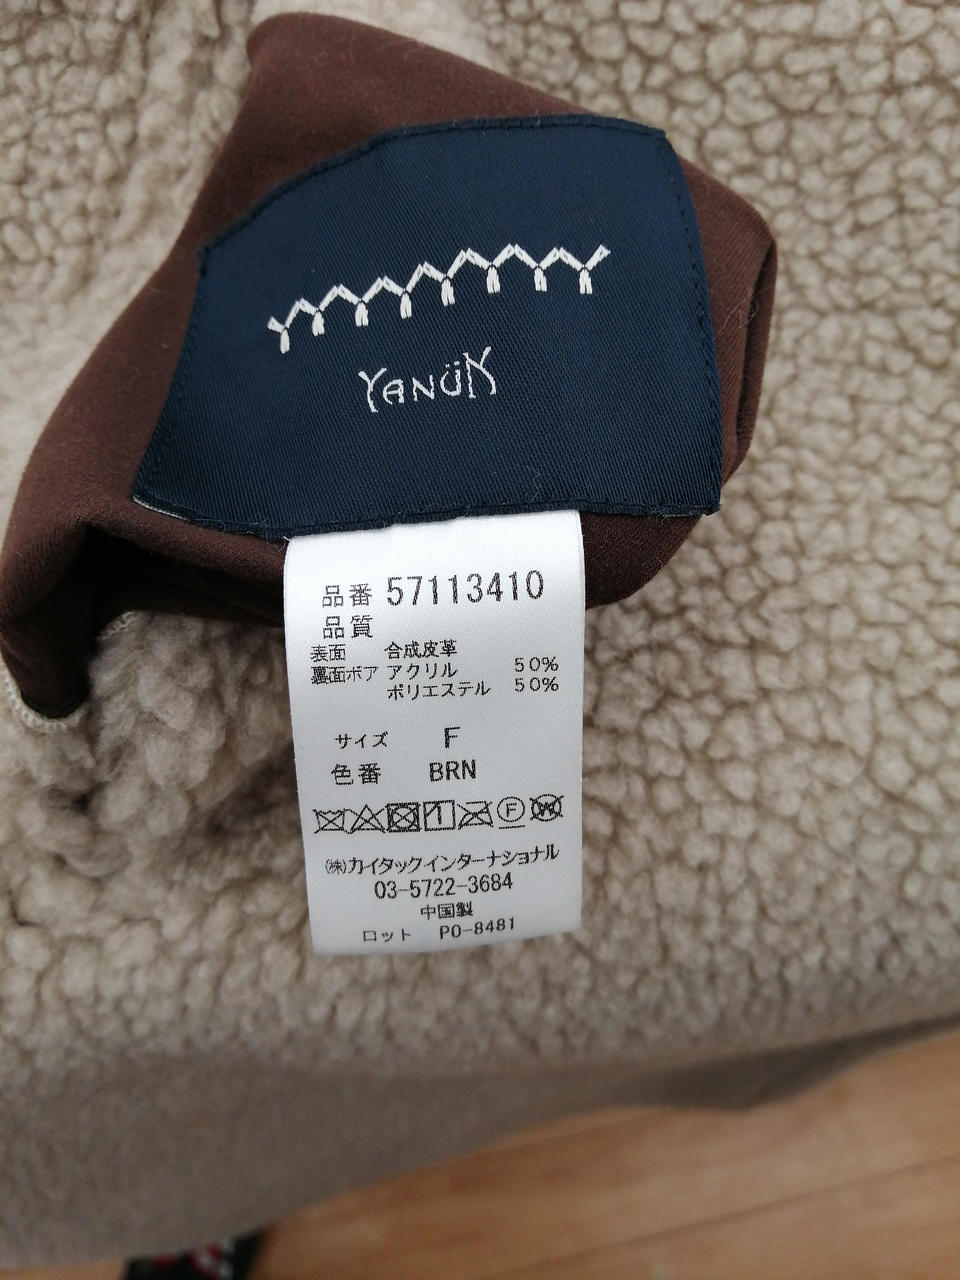 YANÜK
品番 57113410
品質
表面 合成皮革
裏面ボア アクリル 50%
ポリエステル 50%
サイズ F
色番 BRN
F W
㈱カイタックインターナショナル
03-5722-3684
中国製
ロット PO-8481